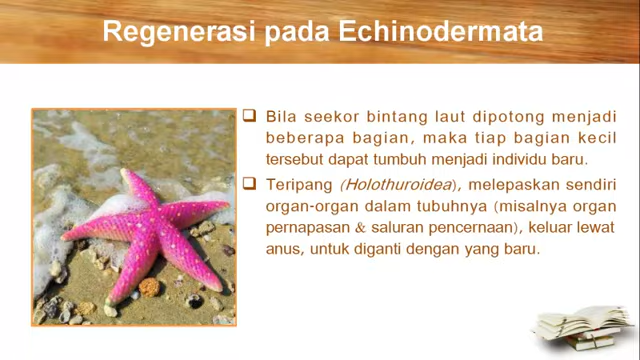 Regenerasi pada Echinodermata
❑ Bila seekor bintang laut dipotong menjadi
beberapa bagian, maka tiap bagian kecil
tersebut dapat tumbuh menjadi individu baru.
❑ Teripang (Holothuroidea), melepaskan sendiri
organ-organ dalam tubuhnya (misalnya organ
pernapasan & saluran pencernaan), keluar lewat
anus, untuk diganti dengan yang baru.